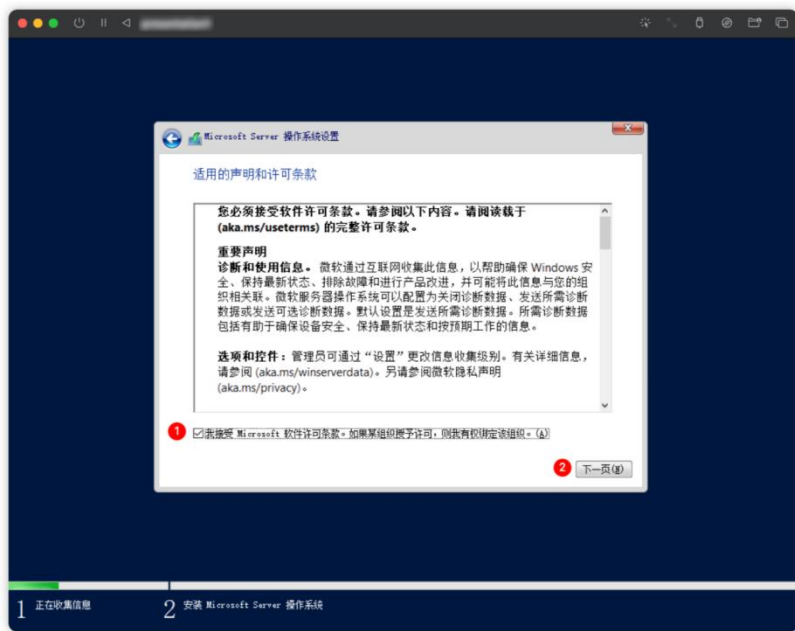 Microsoft Server 操作系统设置
适用的声明和许可条款
您必须接受软件许可条款。请参阅以下内容。请阅读载于
(aka.ms/useterms) 的完整许可条款。
重要声明
诊断和使用信息。微软通过互联网收集此信息，以帮助确保 Windows 安
全、保持最新状态、排除故障和进行产品改进，并可能将此信息与您的组
织相关联。微软服务器操作系统可以配置为关闭诊断数据、发送所需诊断
数据或发送可选诊断数据。默认设置是发送所需诊断数据。所需诊断数据
包括有助于确保设备安全、保持最新状态和按预期工作的信息。
选项和控件：管理员可通过“设置”更改信息收集级别。有关详细信息，
请参阅 (aka.ms/winserverdata)。另请参阅微软隐私声明
(aka.ms/privacy)。
1 我接受 Microsoft 软件许可条款。如果某组织授予许可，则我有权绑定该组织。(A)
2 下一页(N)
1 正在收集信息 2 安装 Microsoft Server 操作系统